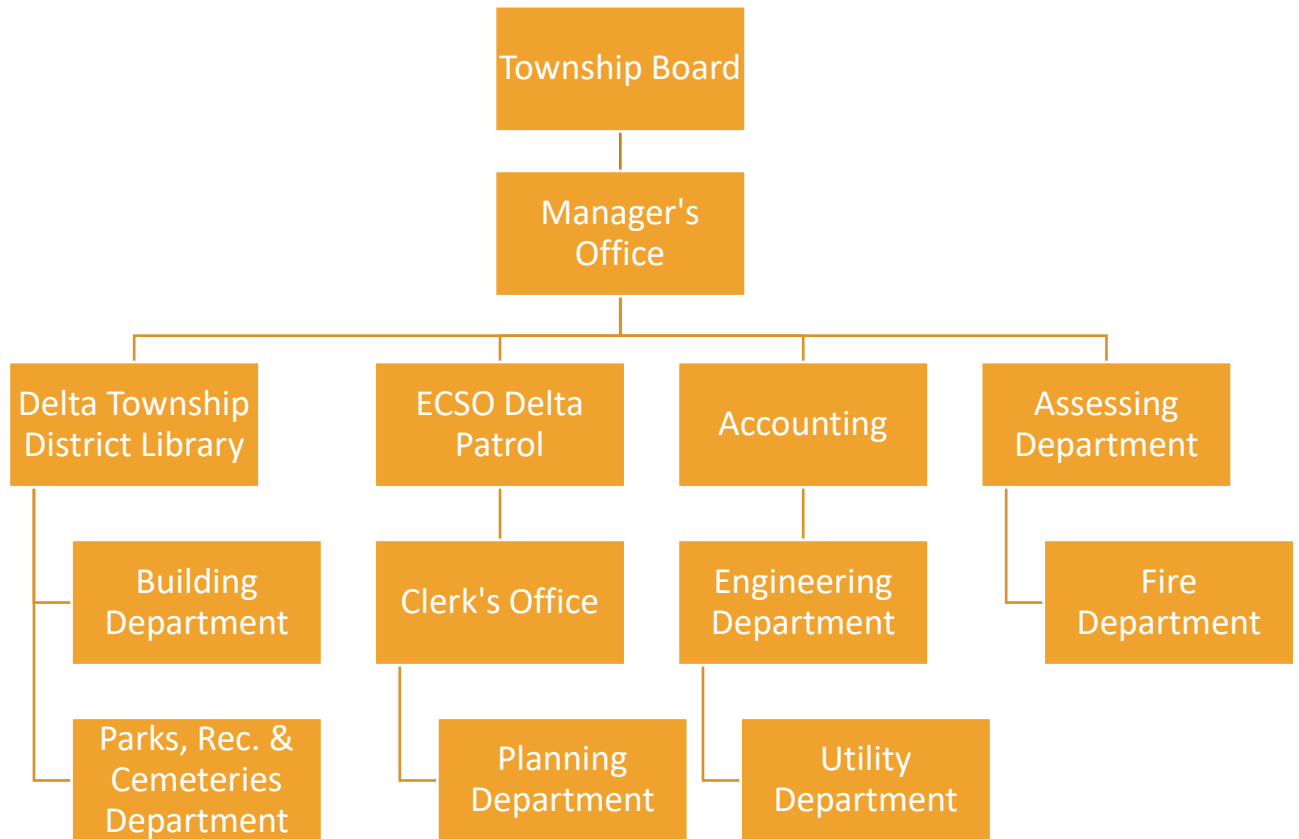 Township Board
Manager's
Office
Delta Township
District Library
ECSO Delta
Patrol
Accounting
Assessing
Department
Building
Department
Clerk's Office
Engineering
Department
Fire
Department
Parks, Rec. &
Cemeteries
Department
Planning
Department
Utility
Department